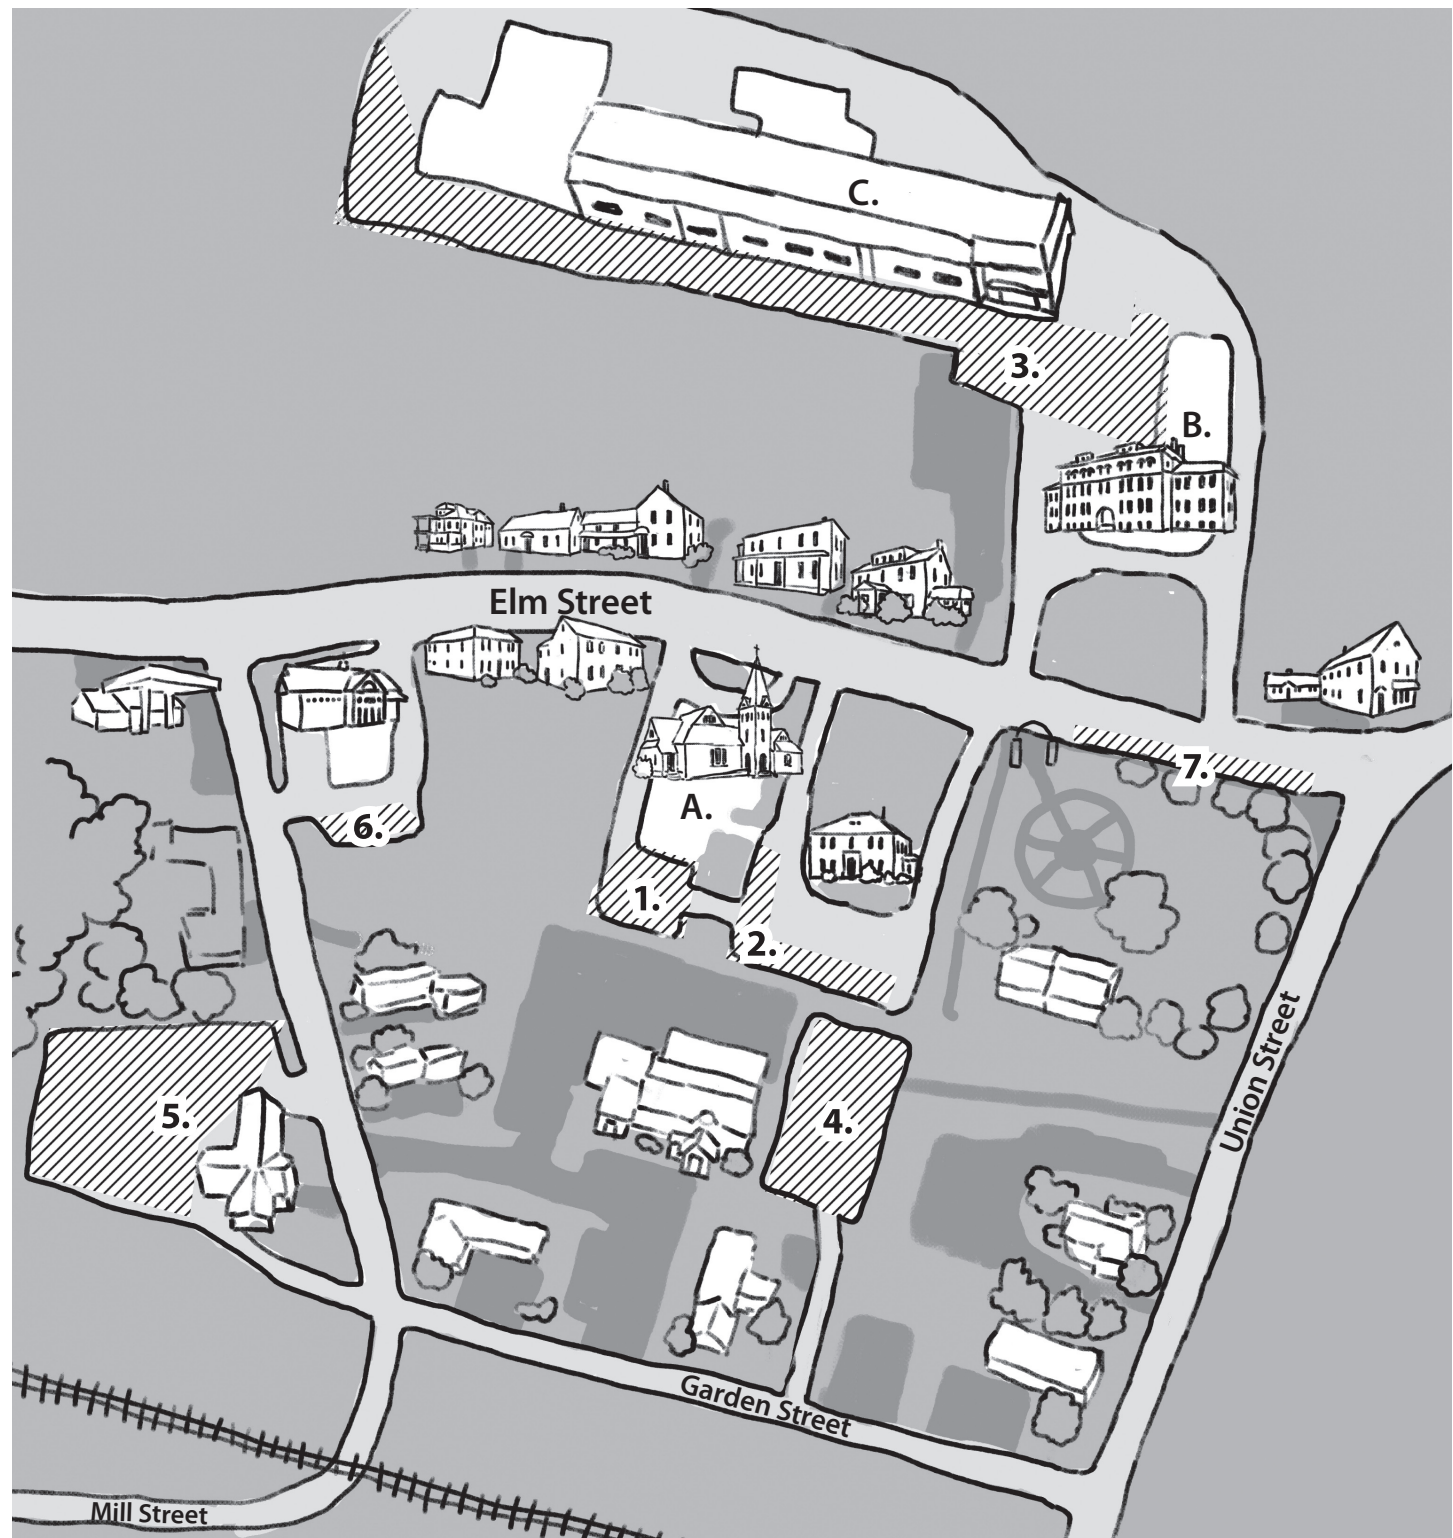 C.
3.
B.
Elm Street
7.
A.
6.
1.
2.
Union Street
5.
4.
Garden Street
Mill Street